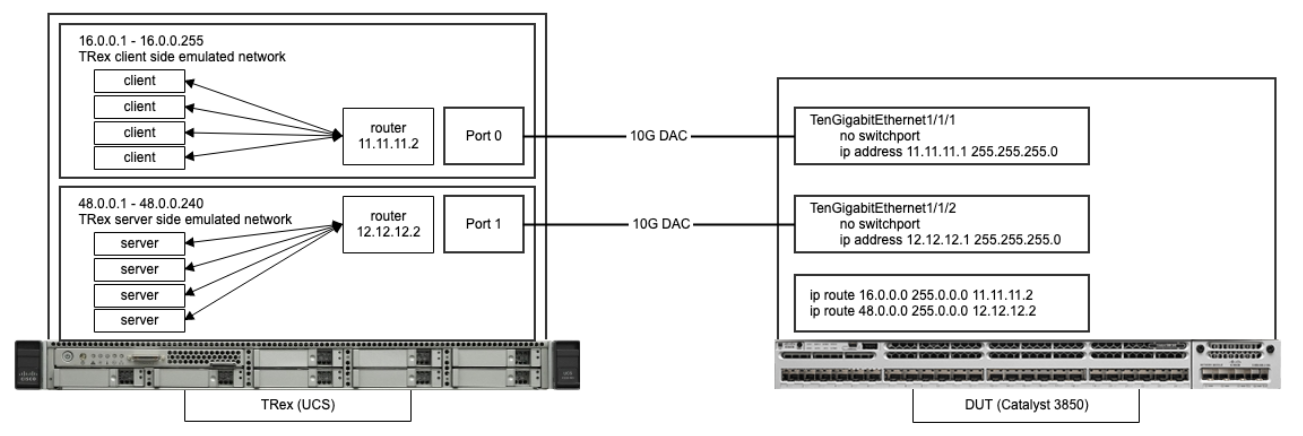 16.0.0.1 - 16.0.0.255
TRex client side emulated network
client
client
client
client
router
11.11.11.2
Port 0
10G DAC
TenGigabitEthernet1/1/1
no switchport
ip address 11.11.11.1 255.255.255.0
48.0.0.1 - 48.0.0.240
TRex server side emulated network
server
server
server
server
router
12.12.12.2
Port 1
10G DAC
TenGigabitEthernet1/1/2
no switchport
ip address 12.12.12.1 255.255.255.0
ip route 16.0.0.0 255.0.0.0 11.11.11.2
ip route 48.0.0.0 255.0.0.0 12.12.12.2
TRex (UCS)
DUT (Catalyst 3850)